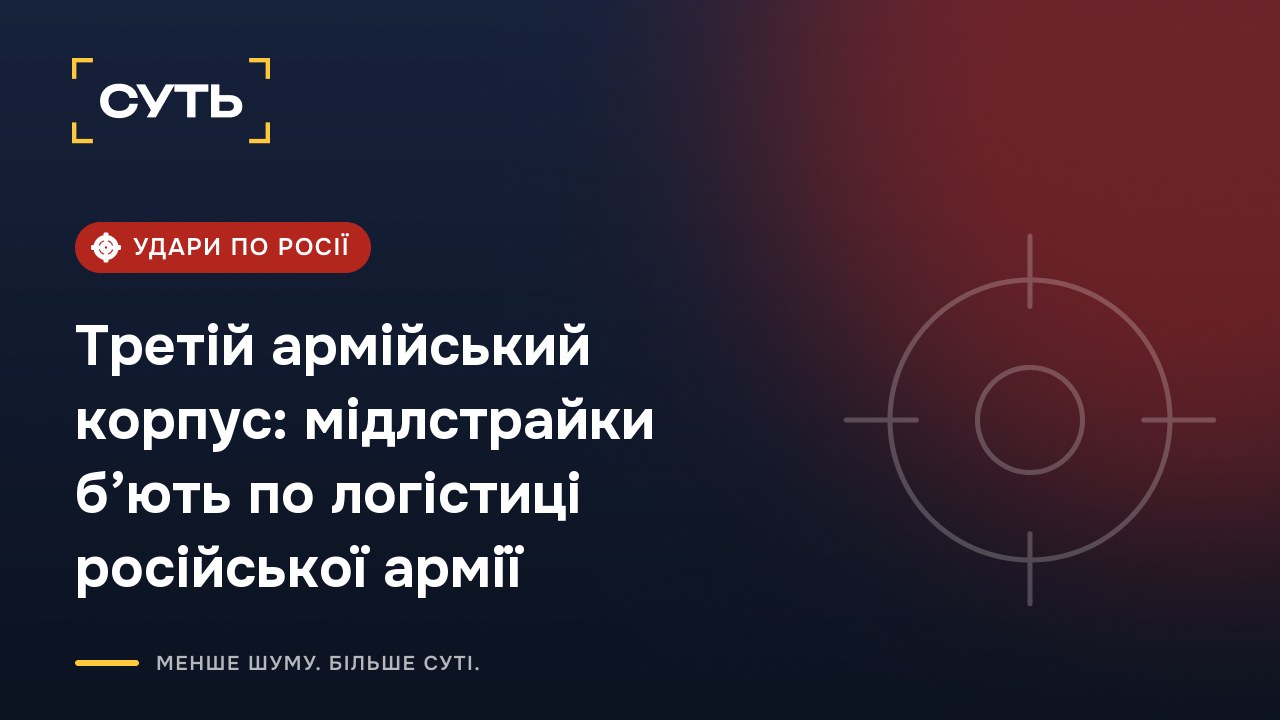 СУТЬ
УДАРИ ПО РОСІЇ
Третій армійський
корпус: мідлстрайки
б’ють по логістиці
російської армії
МЕНШЕ ШУМУ. БІЛЬШЕ СУТІ.